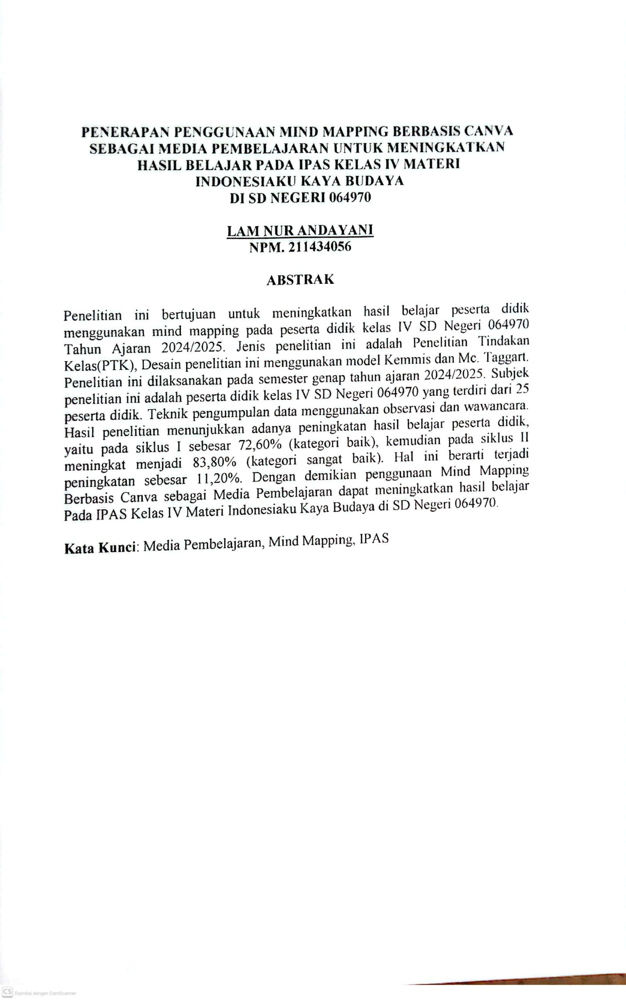 PENERAPAN PENGGUNAAN MIND MAPPING BERBASIS CANVA
SEBAGAI MEDIA PEMBELAJARAN UNTUK MENINGKATKAN
HASIL BELAJAR PADA IPAS KELAS IV MATERI
INDONESIAKU KAYA BUDAYA
DI SD NEGERI 064970
LAM NUR ANDAYANI
NPM. 211434056
ABSTRAK
Penelitian ini bertujuan untuk meningkatkan hasil belajar peserta didik
menggunakan mind mapping pada peserta didik kelas IV SD Negeri 064970
Tahun Ajaran 2024/2025. Jenis penelitian ini adalah Penelitian Tindakan
Kelas(PTK), Desain penelitian ini menggunakan model Kemmis dan Mc. Taggart.
Penelitian ini dilaksanakan pada semester genap tahun ajaran 2024/2025. Subjek
penelitian ini adalah peserta didik kelas IV SD Negeri 064970 yang terdiri dari 25
peserta didik. Teknik pengumpulan data menggunakan observasi dan wawancara.
Hasil penelitian menunjukkan adanya peningkatan hasil belajar peserta didik,
yaitu pada siklus I sebesar 72,60% (kategori baik), kemudian pada siklus II
meningkat menjadi 83,80% (kategori sangat baik). Hal ini berarti terjadi
peningkatan sebesar 11,20%. Dengan demikian penggunaan Mind Mapping
Berbasis Canva sebagai Media Pembelajaran dapat meningkatkan hasil belajar
Pada IPAS Kelas IV Materi Indonesiaku Kaya Budaya di SD Negeri 064970.
Kata Kunci: Media Pembelajaran, Mind Mapping, IPAS
CS Dipindai dengan CamScanner